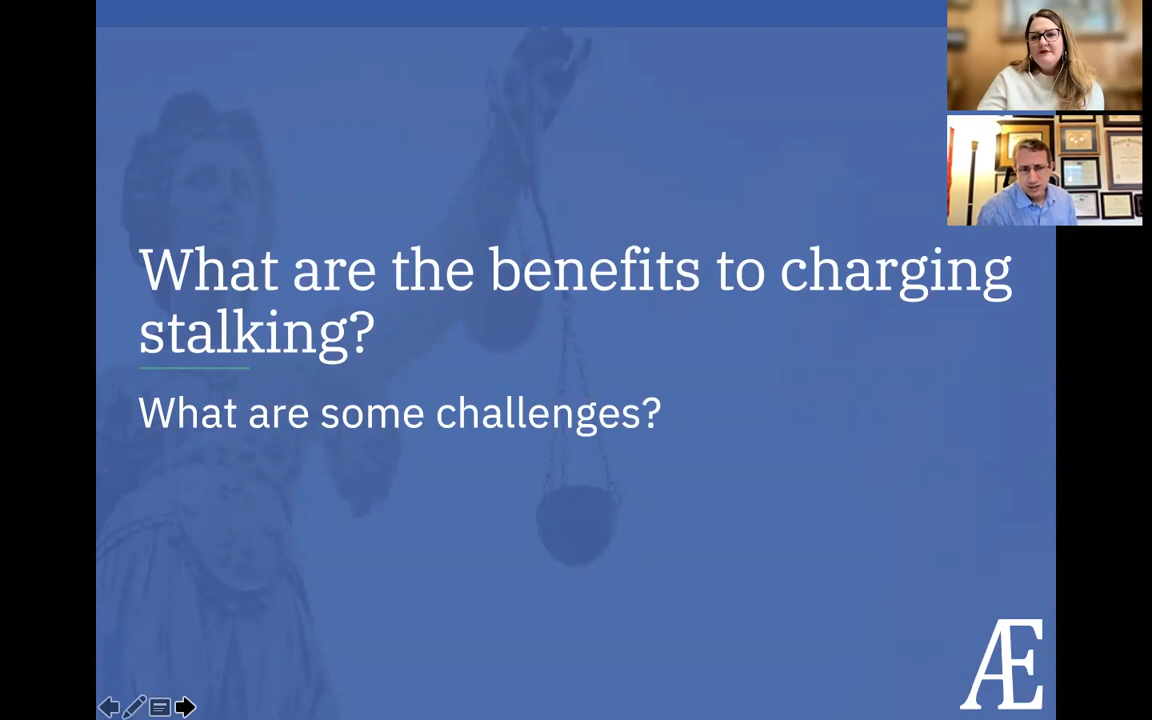 What are the benefits to charging
stalking?
What are some challenges?
Æ